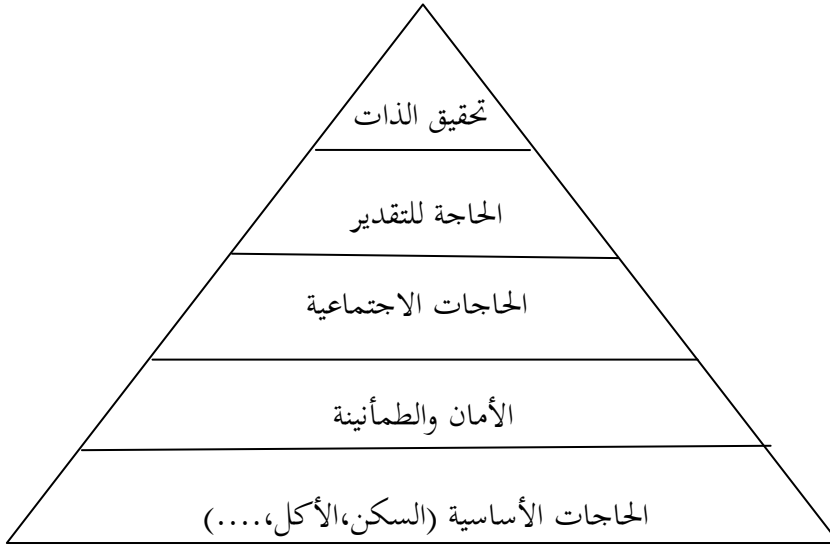 تحقيق الذات
الحاجة للتقدير
الحاجات الاجتماعية
الأمان والطمأنينة
الحاجات الأساسية (السكن،الأكل،....)